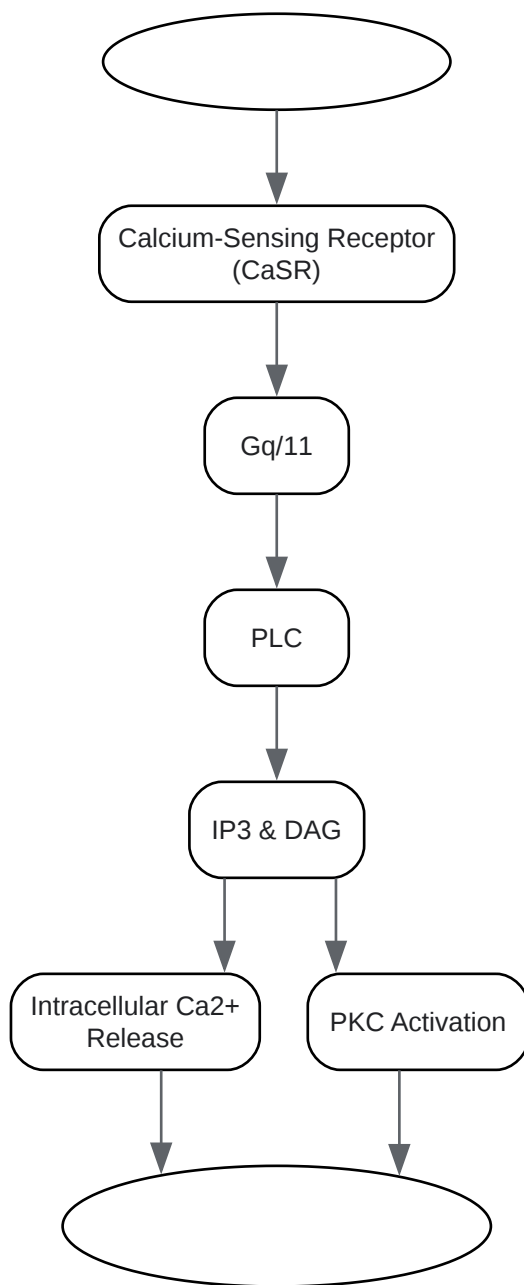 Calcium-Sensing Receptor
(CaSR)
Gq/11
PLC
IP3 & DAG
Intracellular Ca2+
Release
PKC Activation